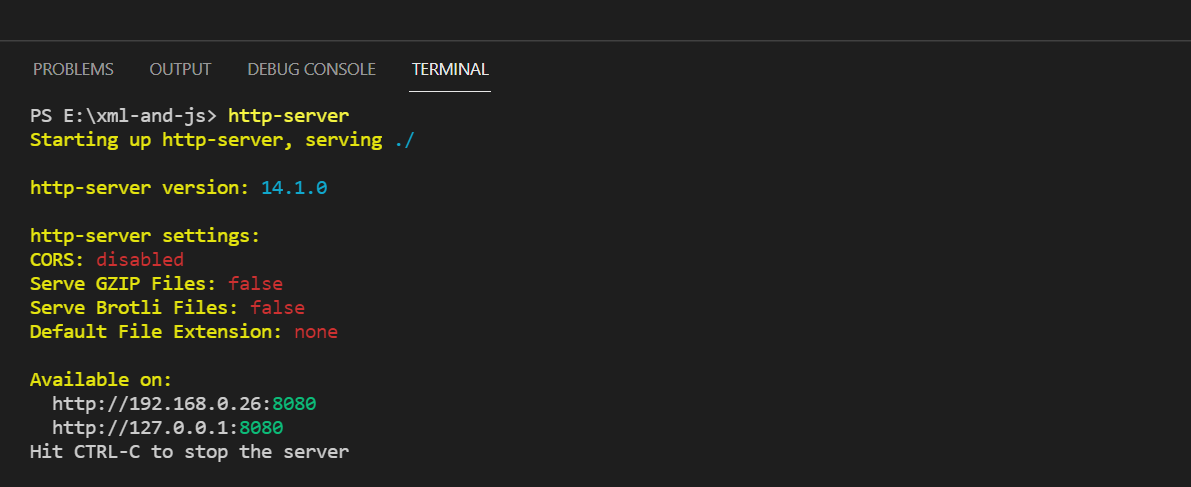 PROBLEMS OUTPUT DEBUG CONSOLE TERMINAL
PS E:\xml-and-js> http-server
Starting up http-server, serving ./
http-server version: 14.1.0
http-server settings:
CORS: disabled
Serve GZIP Files: false
Serve Brotli Files: false
Default File Extension: none
Available on:
http://192.168.0.26:8080
http://127.0.0.1:8080
Hit CTRL-C to stop the server